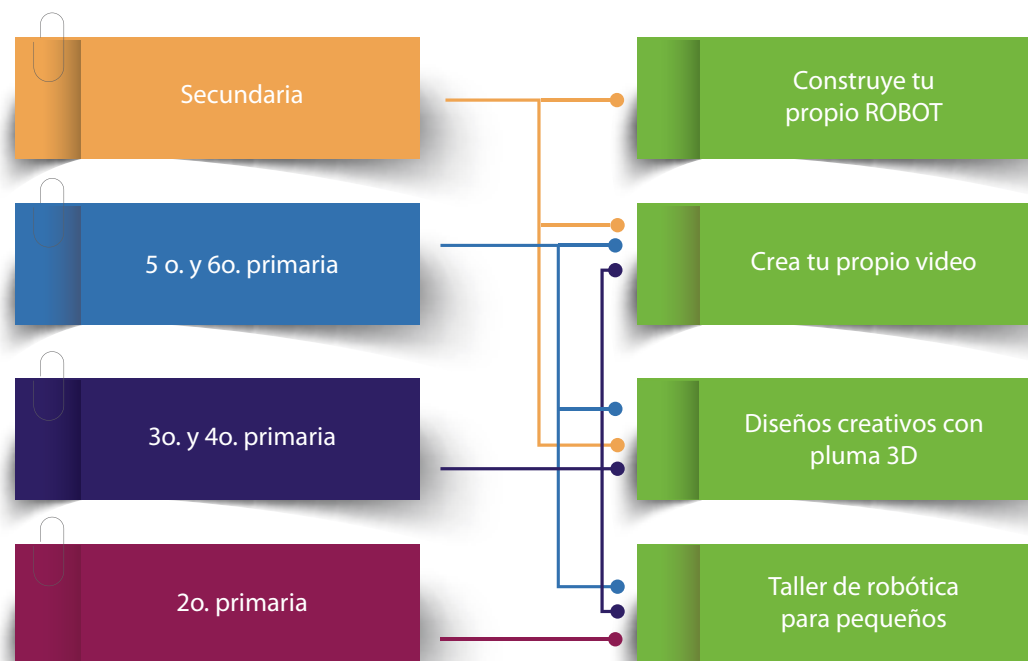 Secundaria
Construye tu
propio ROBOT
5 o. y 6o. primaria
Crea tu propio video
3o. y 4o. primaria
Diseños creativos con
pluma 3D
2o. primaria
Taller de robótica
para pequeños